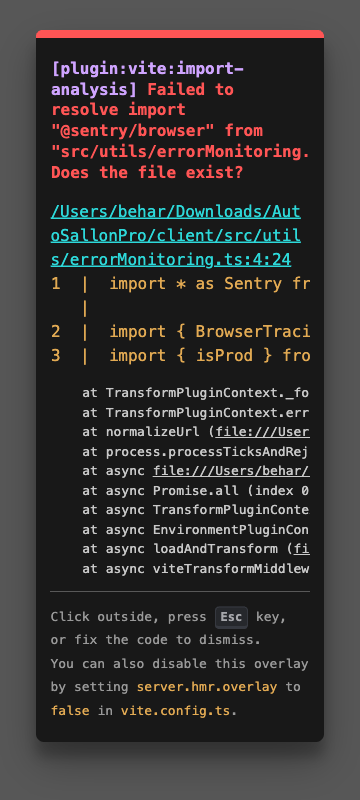 [plugin:vite:import-
analysis] Failed to
resolve import
"@sentry/browser" from
"src/utils/errorMonitoring.
Does the file exist?
/Users/behar/Downloads/Aut
oSallonPro/client/src/util
s/errorMonitoring.ts:4:24
1  |  import * as Sentry fr
   |
2  |  import { BrowserTraci
3  |  import { isProd } fro
at TransformPluginContext._fo
at TransformPluginContext.err
at normalizeUrl (file:///User
at process.processTicksAndRej
at async file:///Users/behar/
at async Promise.all (index 0
at async TransformPluginConte
at async EnvironmentPluginCon
at async loadAndTransform (fi
at async viteTransformMiddlew
Click outside, press Esc key,
or fix the code to dismiss.
You can also disable this overlay
by setting server.hmr.overlay to
false in vite.config.ts.